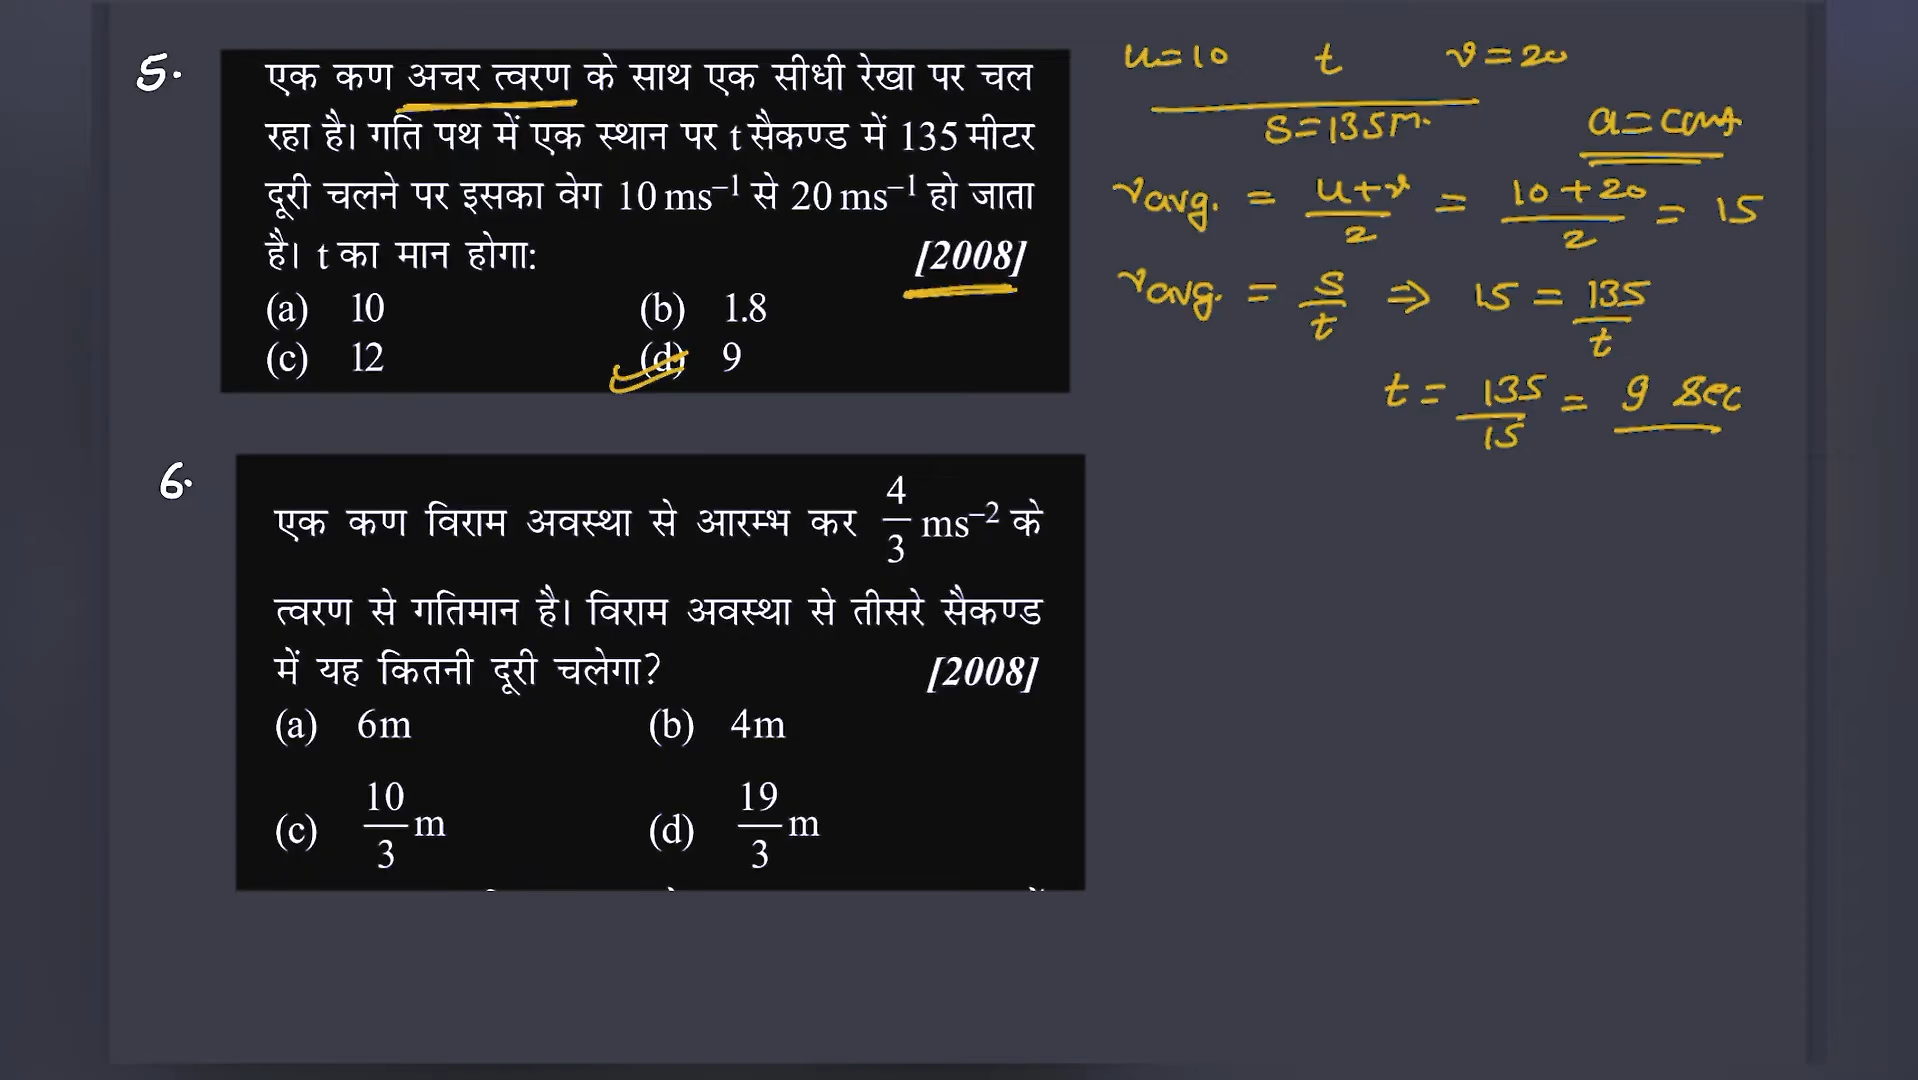 5.
एक कण अचर त्वरण के साथ एक सीधी रेखा पर चल
रहा है। गति पथ में एक स्थान पर t सैकण्ड में 135 मीटर
दूरी चलने पर इसका वेग 10 ms⁻¹ से 20 ms⁻¹ हो जाता
है। t का मान होगा: [2008]
(a) 10 (b) 1.8
(c) 12 (d) 9
u=10 t v=20
S=135m.
a=const
v avg. = u+v/2 = 10+20/2 = 15
v avg. = s/t ⇒ 15 = 135/t
t = 135/15 = 9 sec
6.
एक कण विराम अवस्था से आरम्भ कर 4/3 ms⁻² के
त्वरण से गतिमान है। विराम अवस्था से तीसरे सैकण्ड
में यह कितनी दूरी चलेगा? [2008]
(a) 6m (b) 4m
(c) 10/3 m (d) 19/3 m